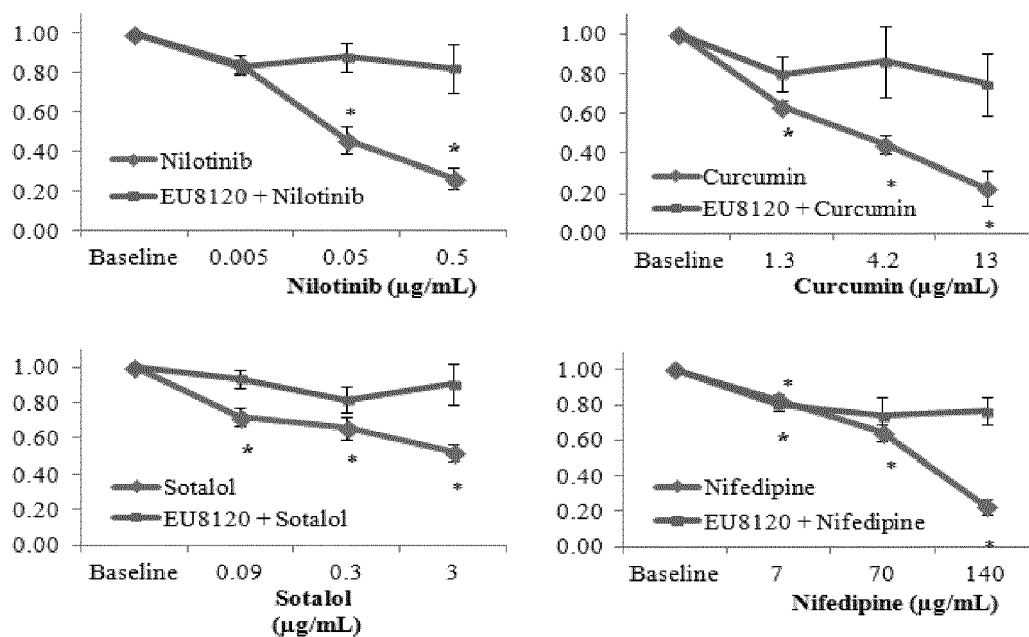 1.00
0.80
0.60
0.40
0.20
0.00
*
*
Nilotinib
EU8120 + Nilotinib
Baseline 0.005 0.05 0.5
Nilotinib (µg/mL)
1.00
0.80
0.60
0.40
0.20
0.00
*
*
*
Curcumin
EU8120 + Curcumin
Baseline 1.3 4.2 13
Curcumin (µg/mL)
1.00
0.80
0.60
0.40
0.20
0.00
*
*
*
Sotalol
EU8120 + Sotalol
Baseline 0.09 0.3 3
Sotalol
(µg/mL)
1.00
0.80
0.60
0.40
0.20
0.00
*
*
*
*
Nifedipine
EU8120 + Nifedipine
Baseline 7 70 140
Nifedipine (µg/mL)